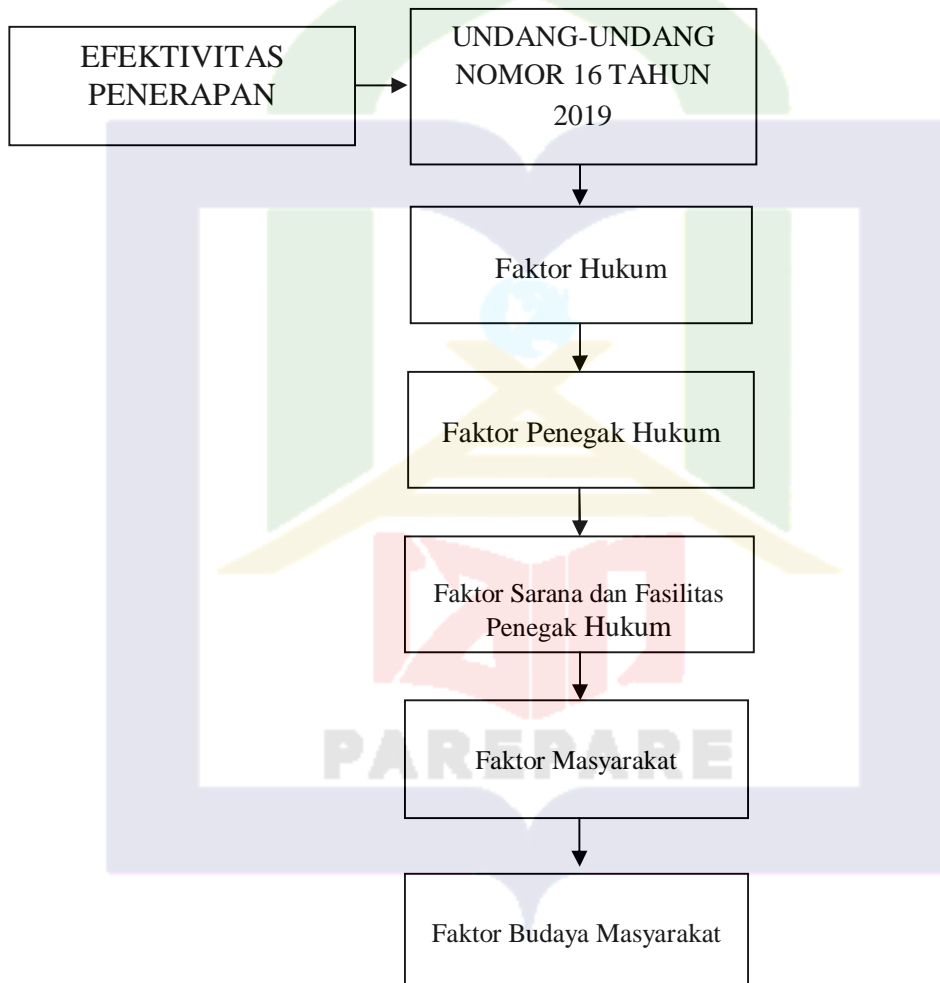 EFEKTIVITAS
PENERAPAN
UNDANG-UNDANG
NOMOR 16 TAHUN
2019
Faktor Hukum
Faktor Penegak Hukum
Faktor Sarana dan Fasilitas
Penegak Hukum
Faktor Masyarakat
PAREPARE
Faktor Budaya Masyarakat